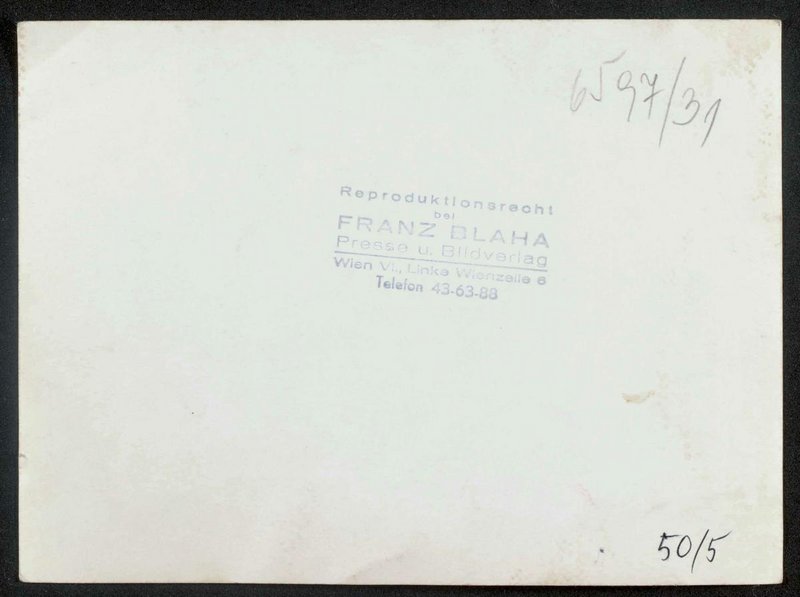 6597/31
Reproduktionsrecht
bei
FRANZ BLAHA
Presse u. Bildverlag
Wien VI., Linke Wienzeile 6
Telefon 43-63-88
50/5